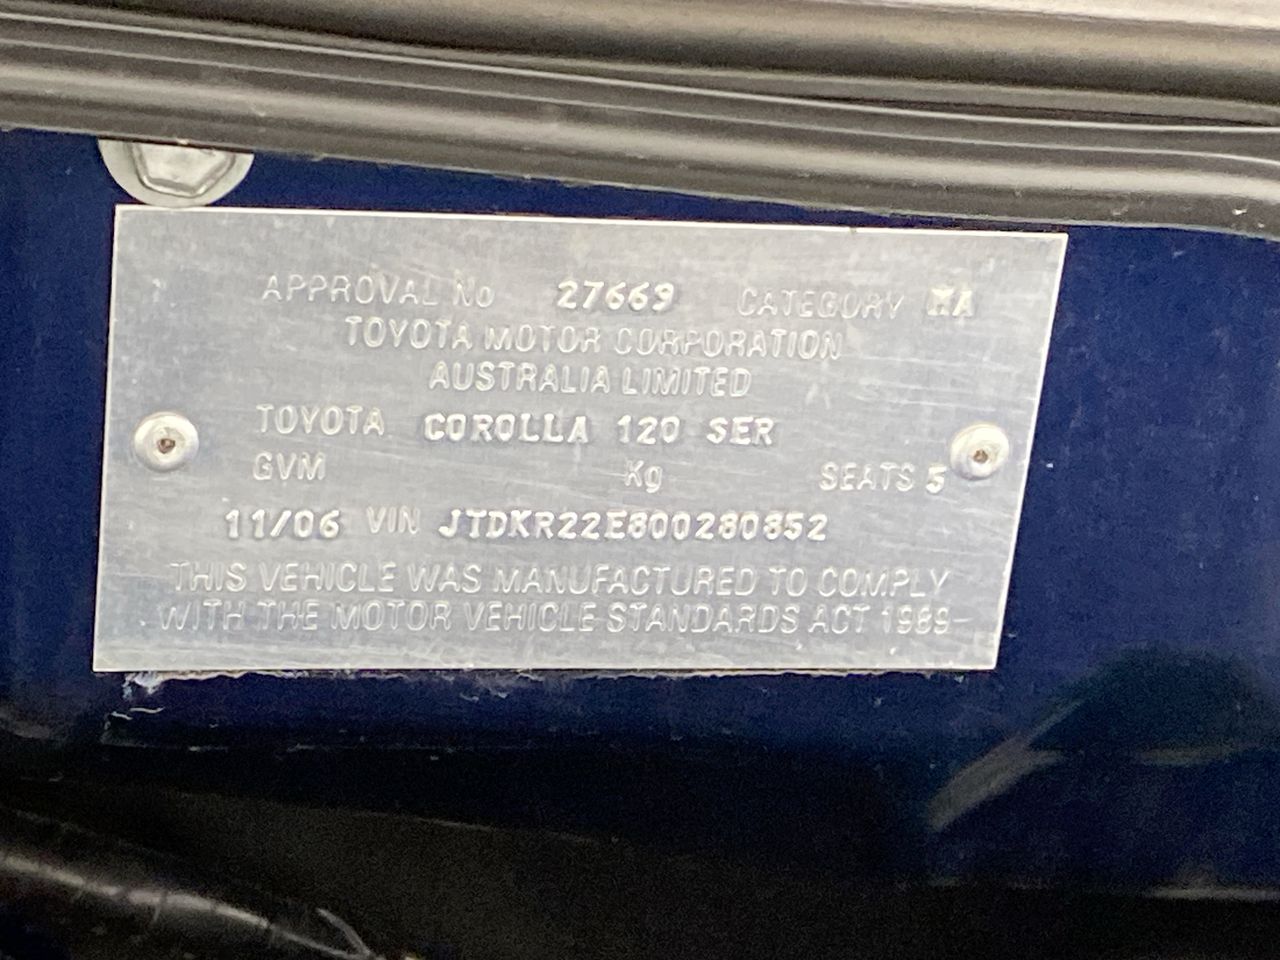 APPROVAL No 27669 CATEGORY MA
TOYOTA MOTOR CORPORATION
AUSTRALIA LIMITED
TOYOTA COROLLA 120 SER
GVM Kg SEATS 5
11/06 VIN JTDKR22E800280852
THIS VEHICLE WAS MANUFACTURED TO COMPLY
WITH THE MOTOR VEHICLE STANDARDS ACT 1989